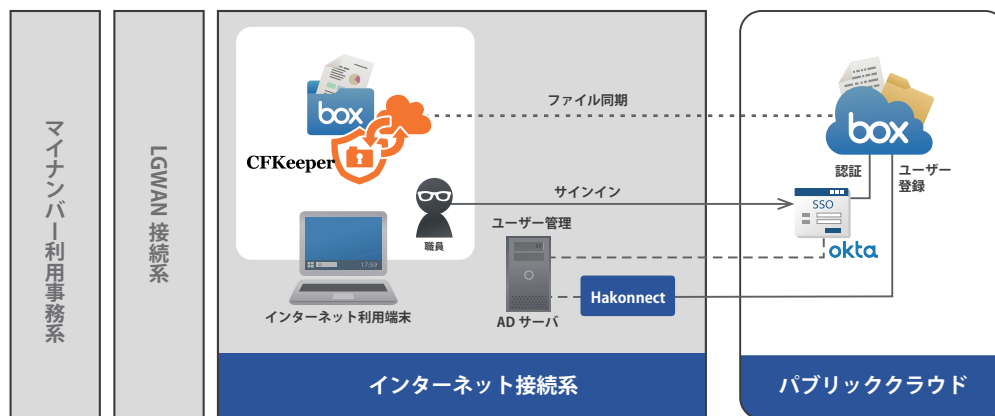 マイナンバー利用事務系
LGWAN 接続系
box
CFKeeper
職員
17:59
インターネット利用端末
ファイル同期
サインイン
ユーザー管理
AD サーバ
Hakonnect
インターネット接続系
box
認証
ユーザー
登録
SSO
okta
パブリッククラウド